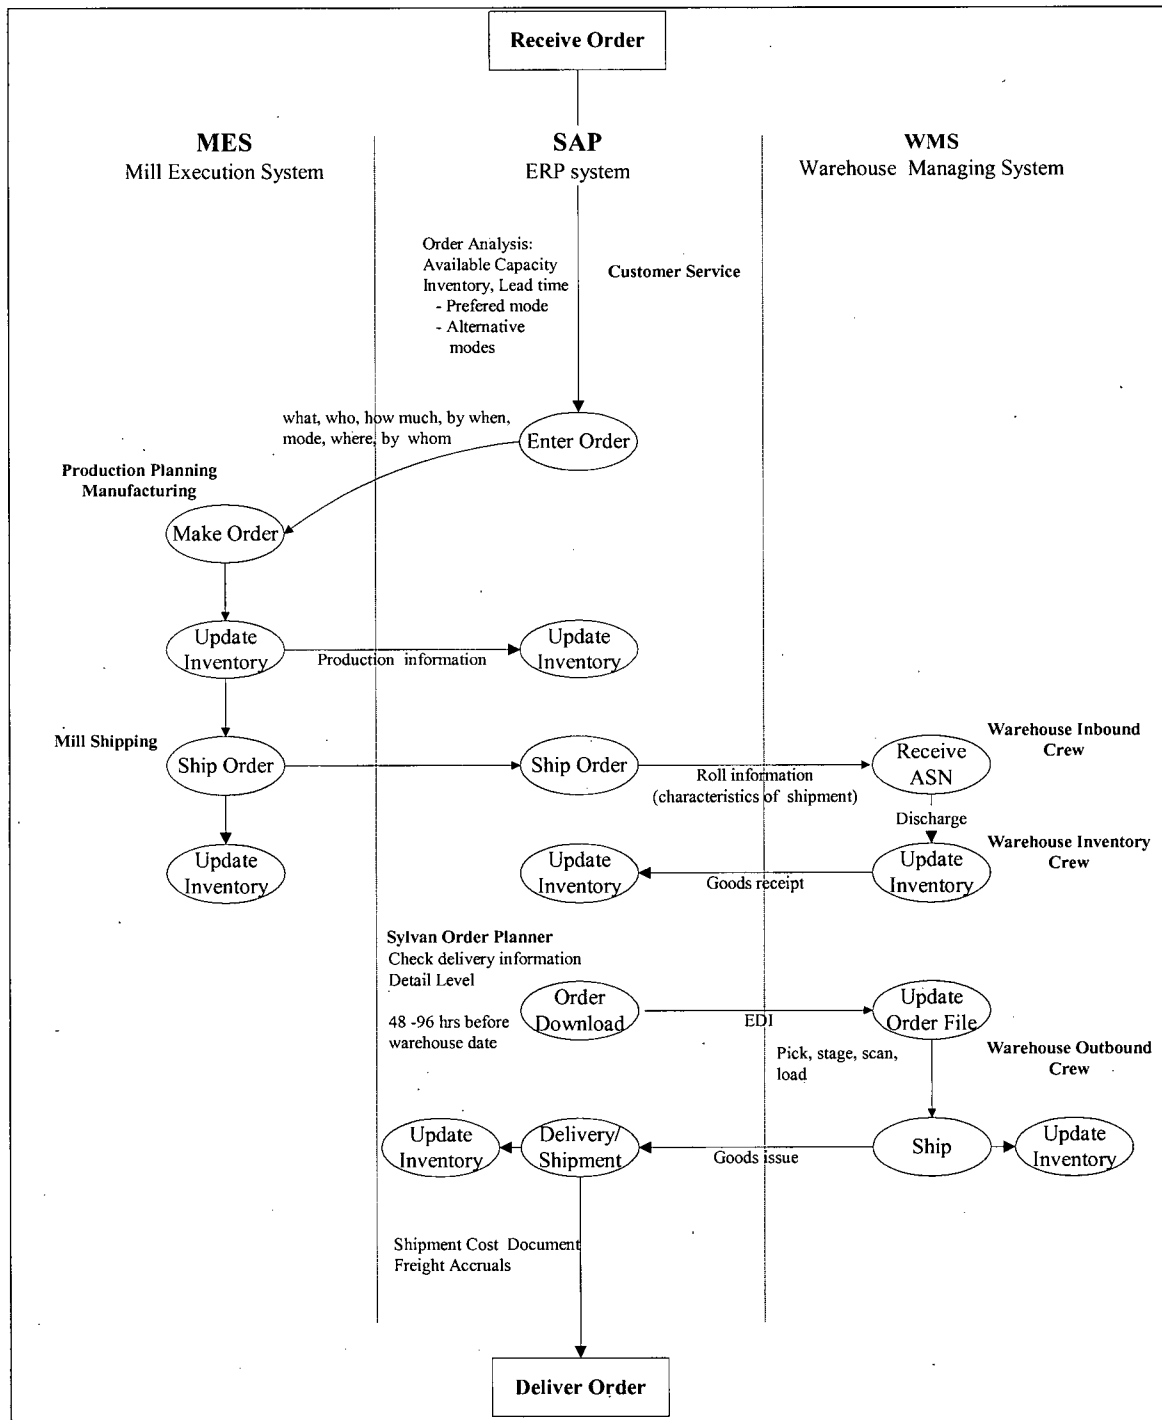 Receive Order
MES
Mill Execution System
SAP
ERP system
WMS
Warehouse Managing System
Order Analysis:
Available Capacity
Inventory, Lead time
- Prefered mode
- Alternative
modes
Customer Service
what, who, how much, by when,
mode, where, by whom
Enter Order
Production Planning
Manufacturing
Make Order
Update
Inventory
Production information
Update
Inventory
Mill Shipping
Ship Order
Ship Order
Roll information
(characteristics of shipment)
Receive
ASN
Warehouse Inbound
Crew
Discharge
Update
Inventory
Update
Inventory
Goods receipt
Update
Inventory
Warehouse Inventory
Crew
Sylvan Order Planner
Check delivery information
Detail Level
48 -96 hrs before
warehouse date
Order
Download
EDI
Update
Order File
Pick, stage, scan,
load
Warehouse Outbound
Crew
Update
Inventory
Delivery/
Shipment
Goods issue
Ship
Update
Inventory
Shipment Cost Document
Freight Accruals
Deliver Order